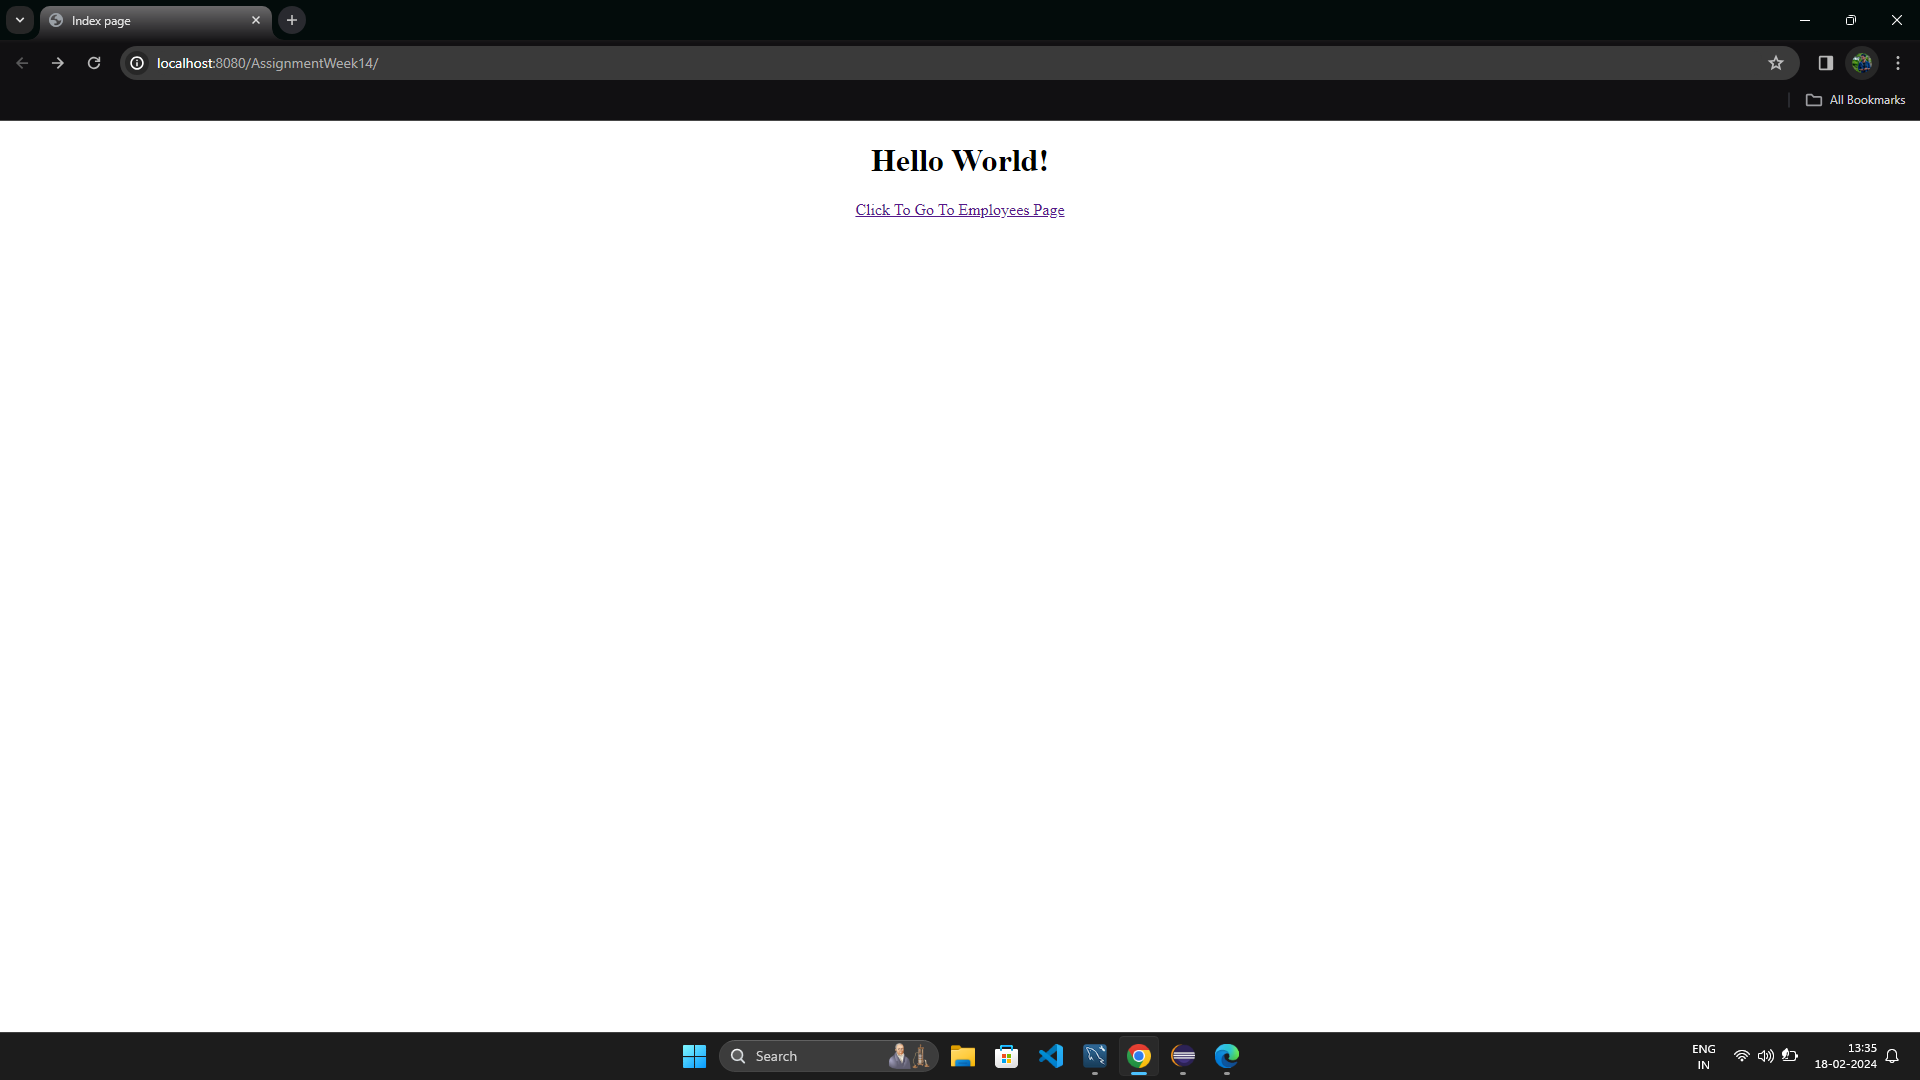 Index page
localhost:8080/AssignmentWeek14/
All Bookmarks
Hello World!
Click To Go To Employees Page
Search
ENG
IN
13:35
18-02-2024